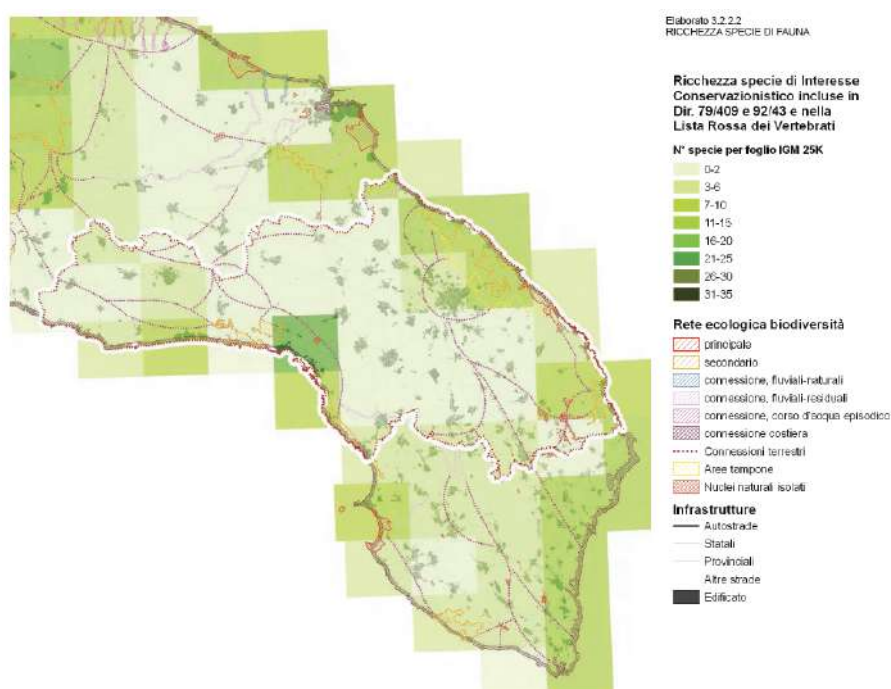 Elaborato 3.2.2.2
RICCHEZZA SPECIE DI FAUNA
Ricchezza specie di Interesse
Conservazionistico incluse in
Dir. 79/409 e 92/43 e nella
Lista Rossa dei Vertebrati
N° specie per foglio IGM 25K
0-2
3-6
7-10
11-15
16-20
21-25
26-30
31-35
Rete ecologica biodiversità
principale
secondario
connessione, fluviali-naturali
connessione, fluviali-residuali
connessione, corso d'acqua episodico
connessione costiera
Connessioni terrestri
Aree tampone
Nuclei naturali isolati
Infrastrutture
Autostrade
Statali
Provinciali
Altre strade
Edificato